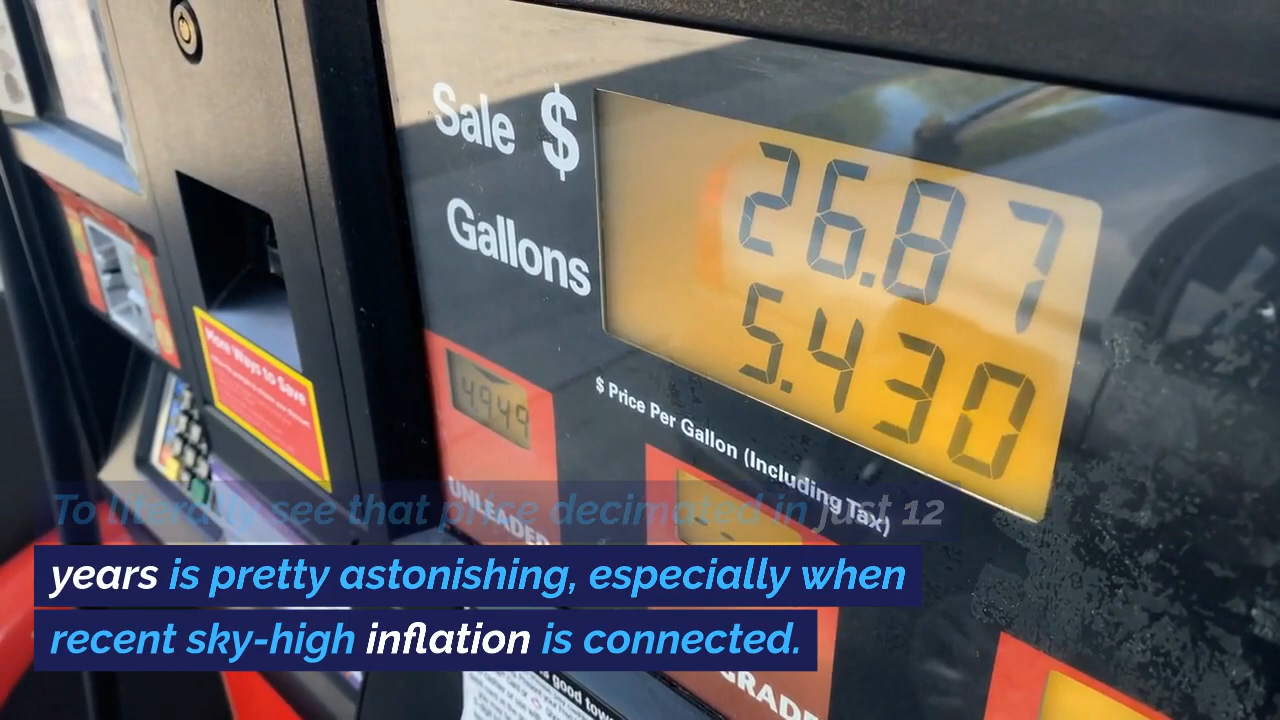 Sale $ 26.87
Gallons 5.430
$ Price Per Gallon (Including Tax)
4.949
UNLEADED
More Ways to Save
To literally see that price decimated in just 12
years is pretty astonishing, especially when
recent sky-high inflation is connected.